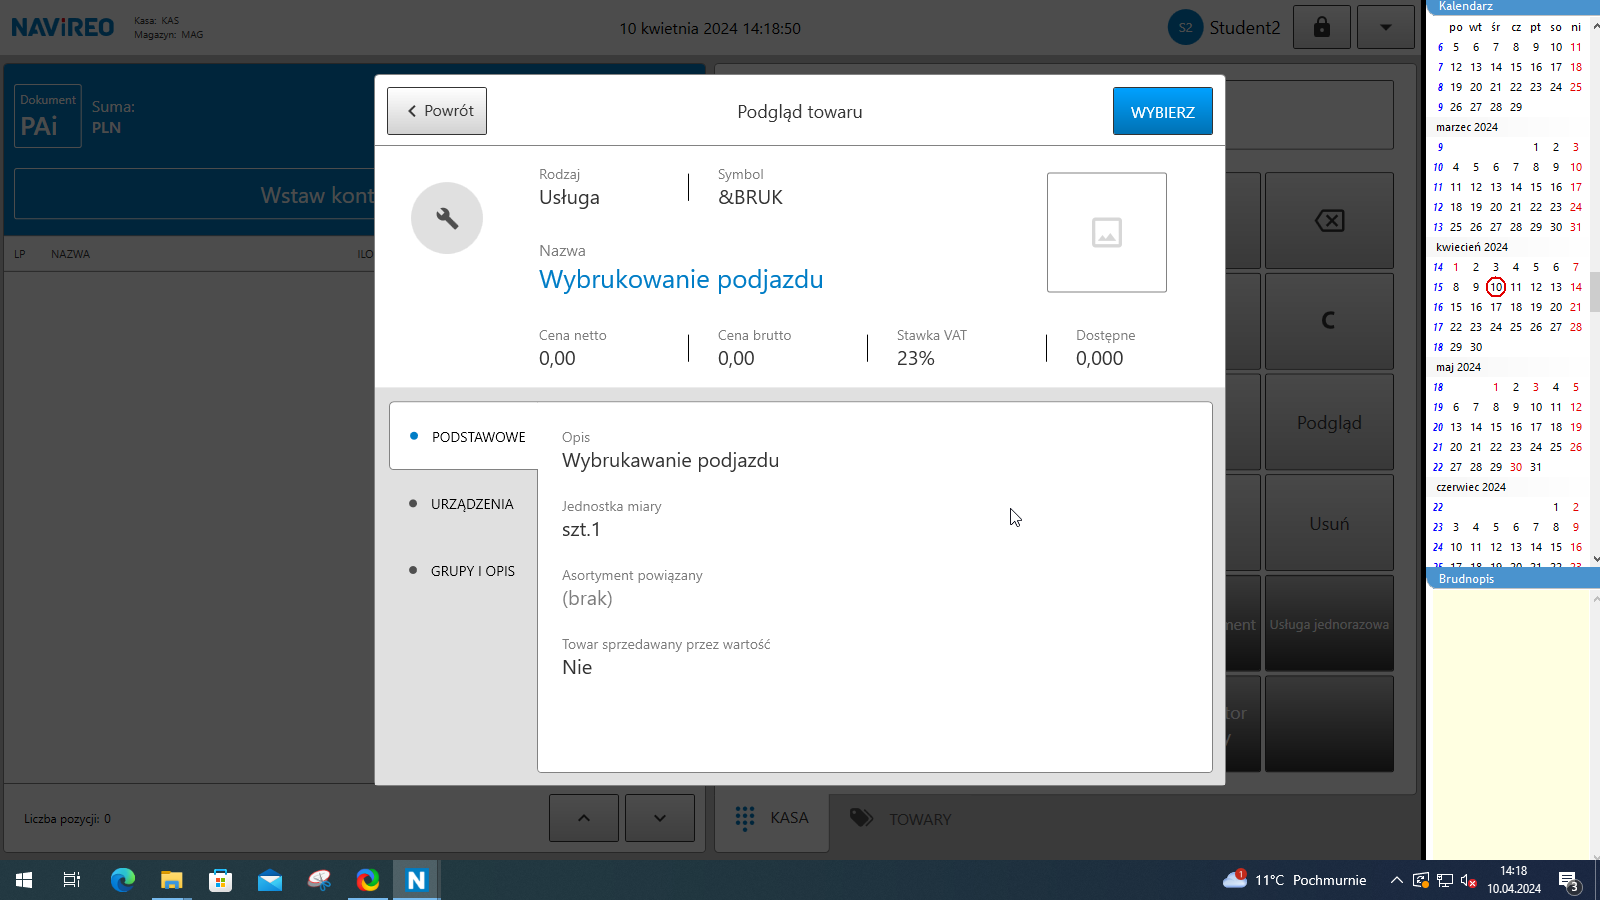 NAViREO
Kasa: KAS
Magazyn: MAG
10 kwietnia 2024 14:18:50
S2
Student2
Dokument
PAi
Suma:
PLN
Wstaw kont
LP NAZWA ILO
Powrót
Podgląd towaru
WYBIERZ
Rodzaj
Usługa
Symbol
&BRUK
Nazwa
Wybrukowanie podjazdu
Cena netto
0,00
Cena brutto
0,00
Stawka VAT
23%
Dostępne
0,000
PODSTAWOWE
URZĄDZENIA
GRUPY I OPIS
Opis
Wybrukawanie podjazdu
Jednostka miary
szt.1
Asortyment powiązany
(brak)
Towar sprzedawany przez wartość
Nie
C
Podgląd
Usuń
ment
Usługa jednorazowa
tor
y
Liczba pozycji: 0
KASA
TOWARY
Kalendarz
po wt śr cz pt so ni
6 5 6 7 8 9 10 11
7 12 13 14 15 16 17 18
8 19 20 21 22 23 24 25
9 26 27 28 29
marzec 2024
9 1 2 3
10 4 5 6 7 8 9 10
11 11 12 13 14 15 16 17
12 18 19 20 21 22 23 24
13 25 26 27 28 29 30 31
kwiecień 2024
14 1 2 3 4 5 6 7
15 8 9 10 11 12 13 14
16 15 16 17 18 19 20 21
17 22 23 24 25 26 27 28
18 29 30
maj 2024
18 1 2 3 4 5
19 6 7 8 9 10 11 12
20 13 14 15 16 17 18 19
21 20 21 22 23 24 25 26
22 27 28 29 30 31
czerwiec 2024
22 1 2
23 3 4 5 6 7 8 9
24 10 11 12 13 14 15 16
25 17 18 19 20 21 22 23
Brudnopis
N
1
11°C Pochmurnie
14:18
10.04.2024
3